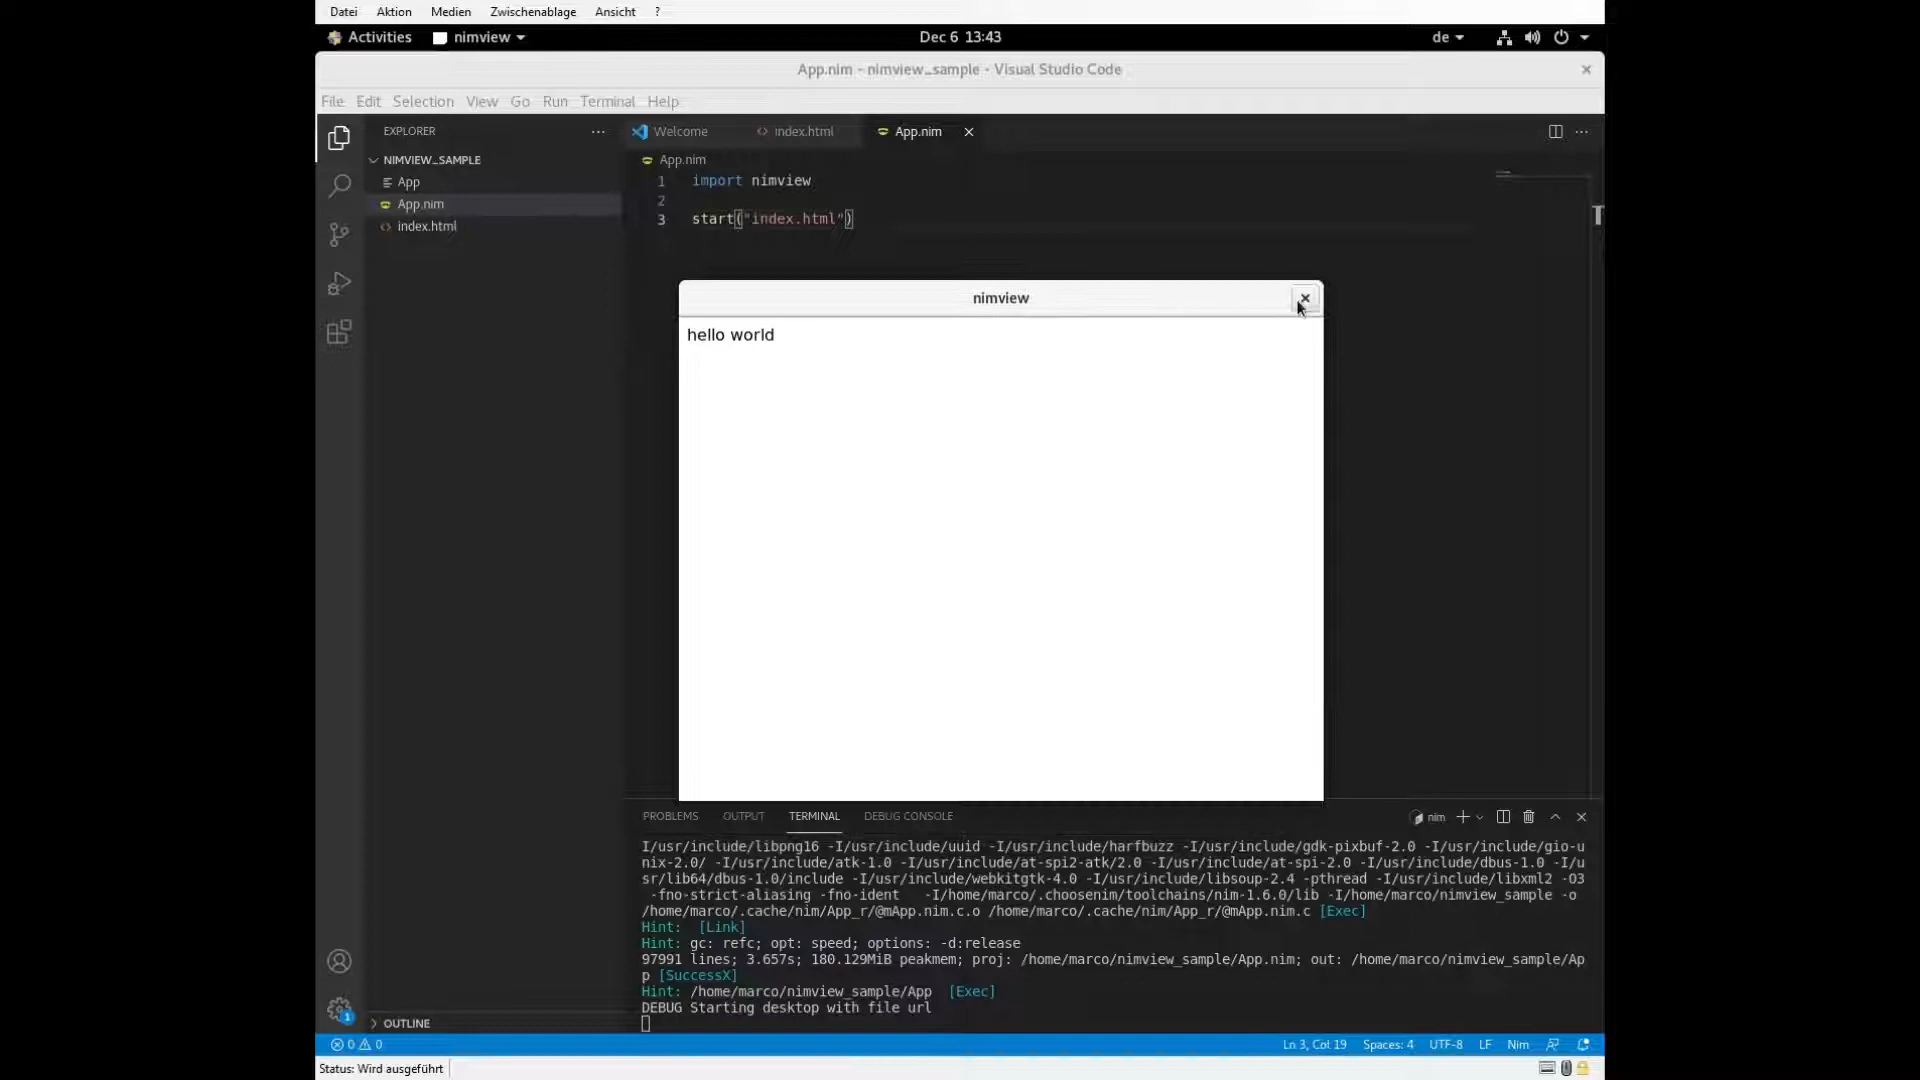 Datei Aktion Medien Zwischenablage Ansicht ?
Activities nimview Dec 6 13:43 de
App.nim - nimview_sample - Visual Studio Code
File Edit Selection View Go Run Terminal Help
EXPLORER
Welcome index.html App.nim
NIMVIEW_SAMPLE
App
App.nim
index.html
App.nim
1 import nimview
2
3 start("index.html")
nimview
hello world
PROBLEMS OUTPUT TERMINAL DEBUG CONSOLE nim
I/usr/include/libpng16 -I/usr/include/uuid -I/usr/include/harfbuzz -I/usr/include/gdk-pixbuf-2.0 -I/usr/include/gio-u
nix-2.0/ -I/usr/include/atk-1.0 -I/usr/include/at-spi2-atk/2.0 -I/usr/include/at-spi-2.0 -I/usr/include/dbus-1.0 -I/u
sr/lib64/dbus-1.0/include -I/usr/include/webkitgtk-4.0 -I/usr/include/libsoup-2.4 -pthread -I/usr/include/libxml2 -O3
-fno-strict-aliasing -fno-ident -I/home/marco/.choosenim/toolchains/nim-1.6.0/lib -I/home/marco/nimview_sample -o
/home/marco/.cache/nim/App_r/@mApp.nim.c.o /home/marco/.cache/nim/App_r/@mApp.nim.c [Exec]
Hint: [Link]
Hint: gc: refc; opt: speed; options: -d:release
97991 lines; 3.657s; 180.129MiB peakmem; proj: /home/marco/nimview_sample/App.nim; out: /home/marco/nimview_sample/Ap
p [SuccessX]
Hint: /home/marco/nimview_sample/App [Exec]
DEBUG Starting desktop with file url
1
OUTLINE
0 0 Ln 3, Col 19 Spaces: 4 UTF-8 LF Nim
Status: Wird ausgeführt